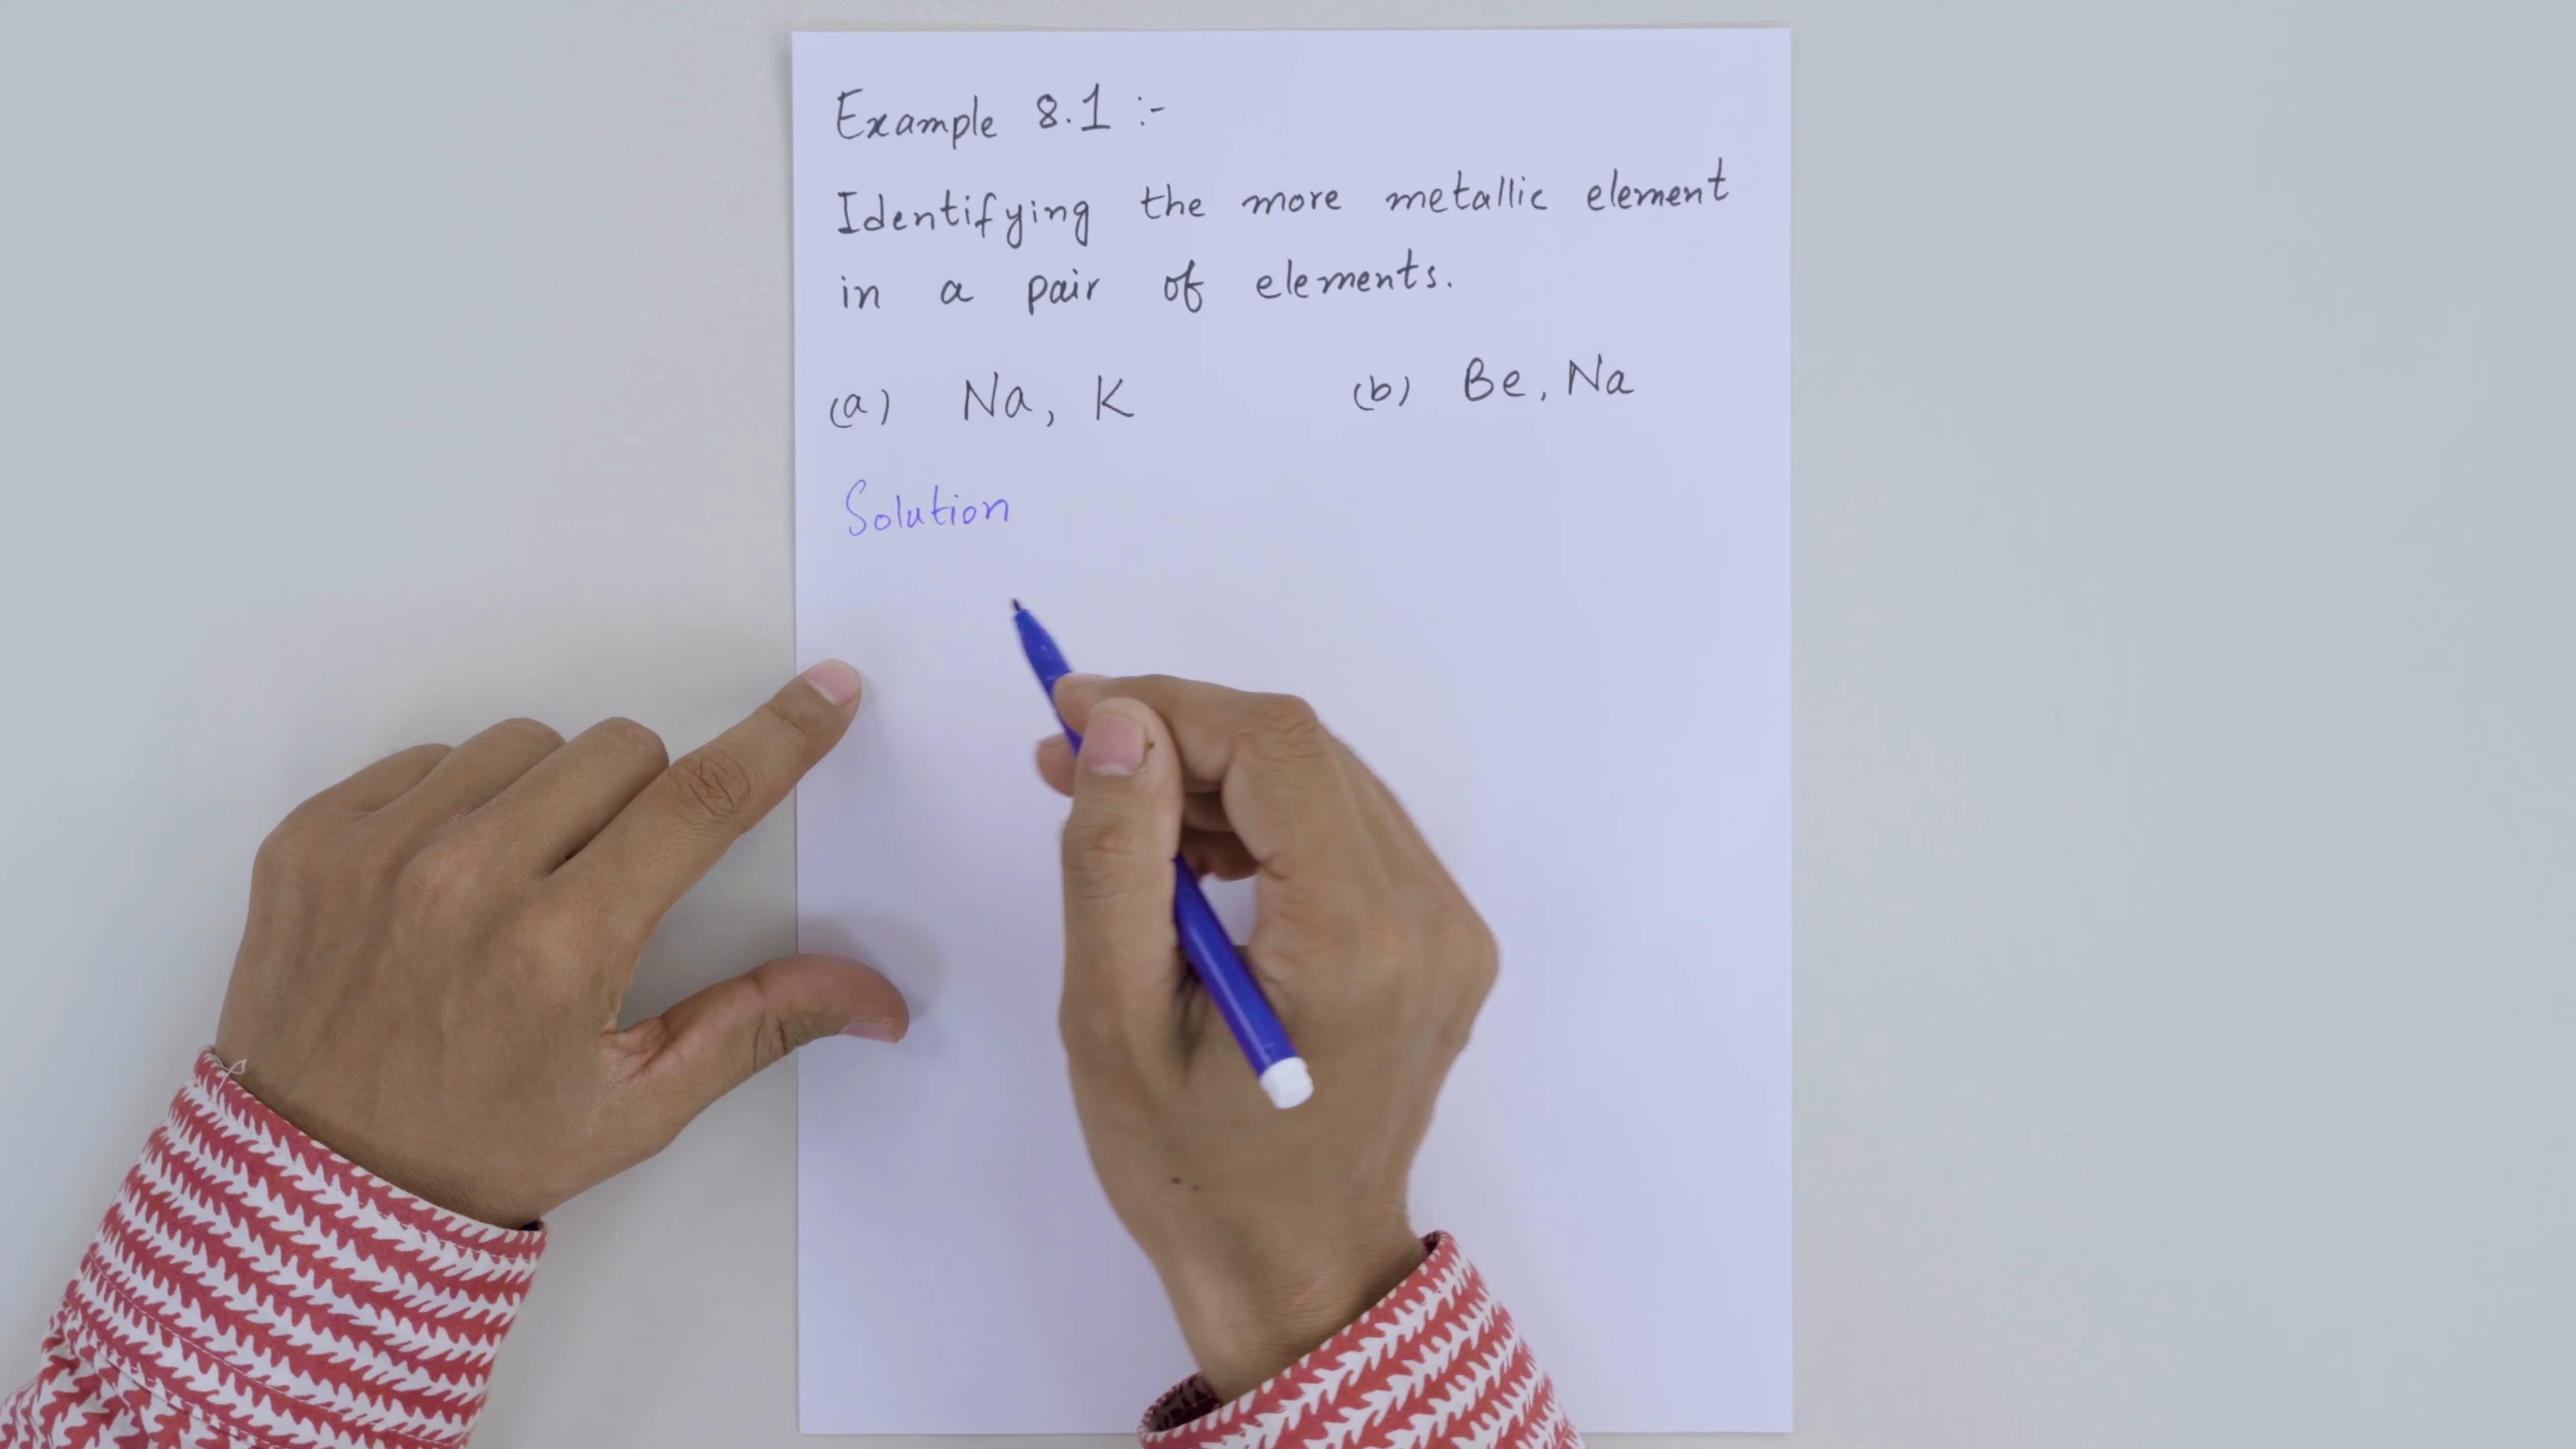 Example 8.1 :-
Identifying the more metallic element
in a pair of elements.
(a) Na, K (b) Be, Na
Solution